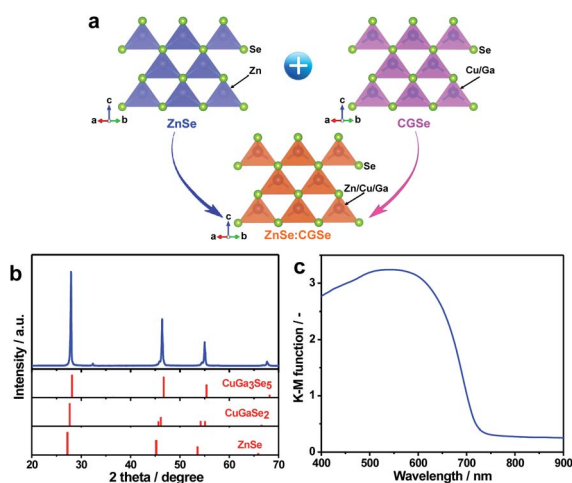 a
Se
Zn
c
a b
ZnSe
Se
Cu/Ga
c
a b
CGSe
Se
Zn/Cu/Ga
c
a b
ZnSe:CGSe
b
Intensity / a.u.
CuGa3Se5
CuGaSe2
ZnSe
20 30 40 50 60 70
2 theta / degree
c
K-M function / -
3
2
1
0
400 500 600 700 800 900
Wavelength / nm